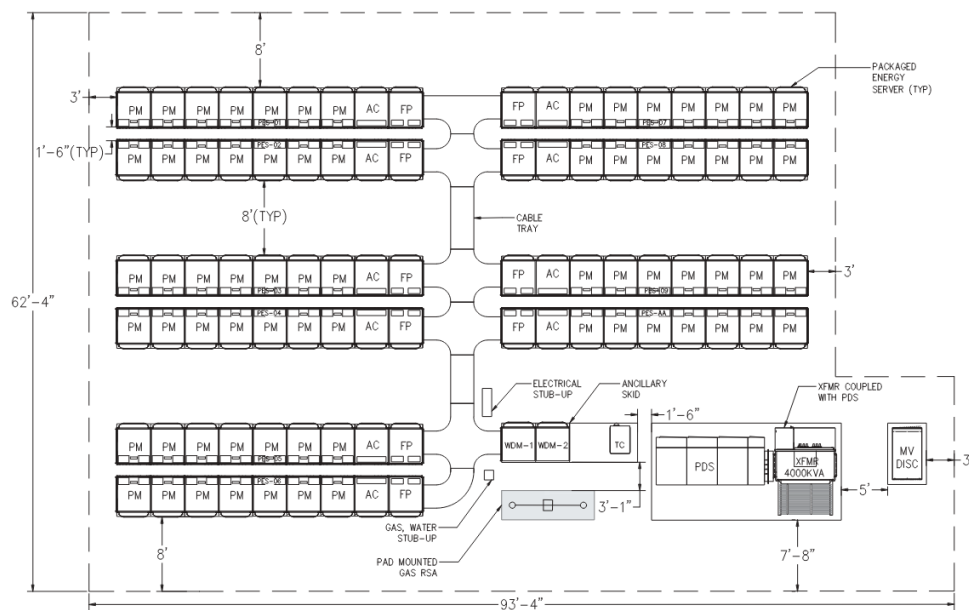 8'
3'
PACKAGED
ENERGY
SERVER (TYP)
PM PM PM PM PM PM PM AC FP
PES-01
FP AC PM PM PM PM PM PM PM
PES-07
1'-6"(TYP)
PES-02
PM PM PM PM PM PM PM AC FP
PES-08
FP AC PM PM PM PM PM PM PM
8'(TYP)
CABLE
TRAY
PM PM PM PM PM PM PM AC FP
PES-03
FP AC PM PM PM PM PM PM PM
PES-09
3'
62'-4"
PES-04
PM PM PM PM PM PM PM AC FP
PES-AA
FP AC PM PM PM PM PM PM PM
ELECTRICAL
STUB-UP
ANCILLARY
SKID
XFMR COUPLED
WITH PDS
1'-6"
PM PM PM PM PM PM PM AC FP
PES-05
WDM-1 WDM-2
TC
PDS
XFMR
4000KVA
MV
DISC
3'
PES-06
PM PM PM PM PM PM PM AC FP
5'
3'-1"
GAS, WATER
STUB-UP
PAD MOUNTED
GAS RSA
8'
7'-8"
93'-4"